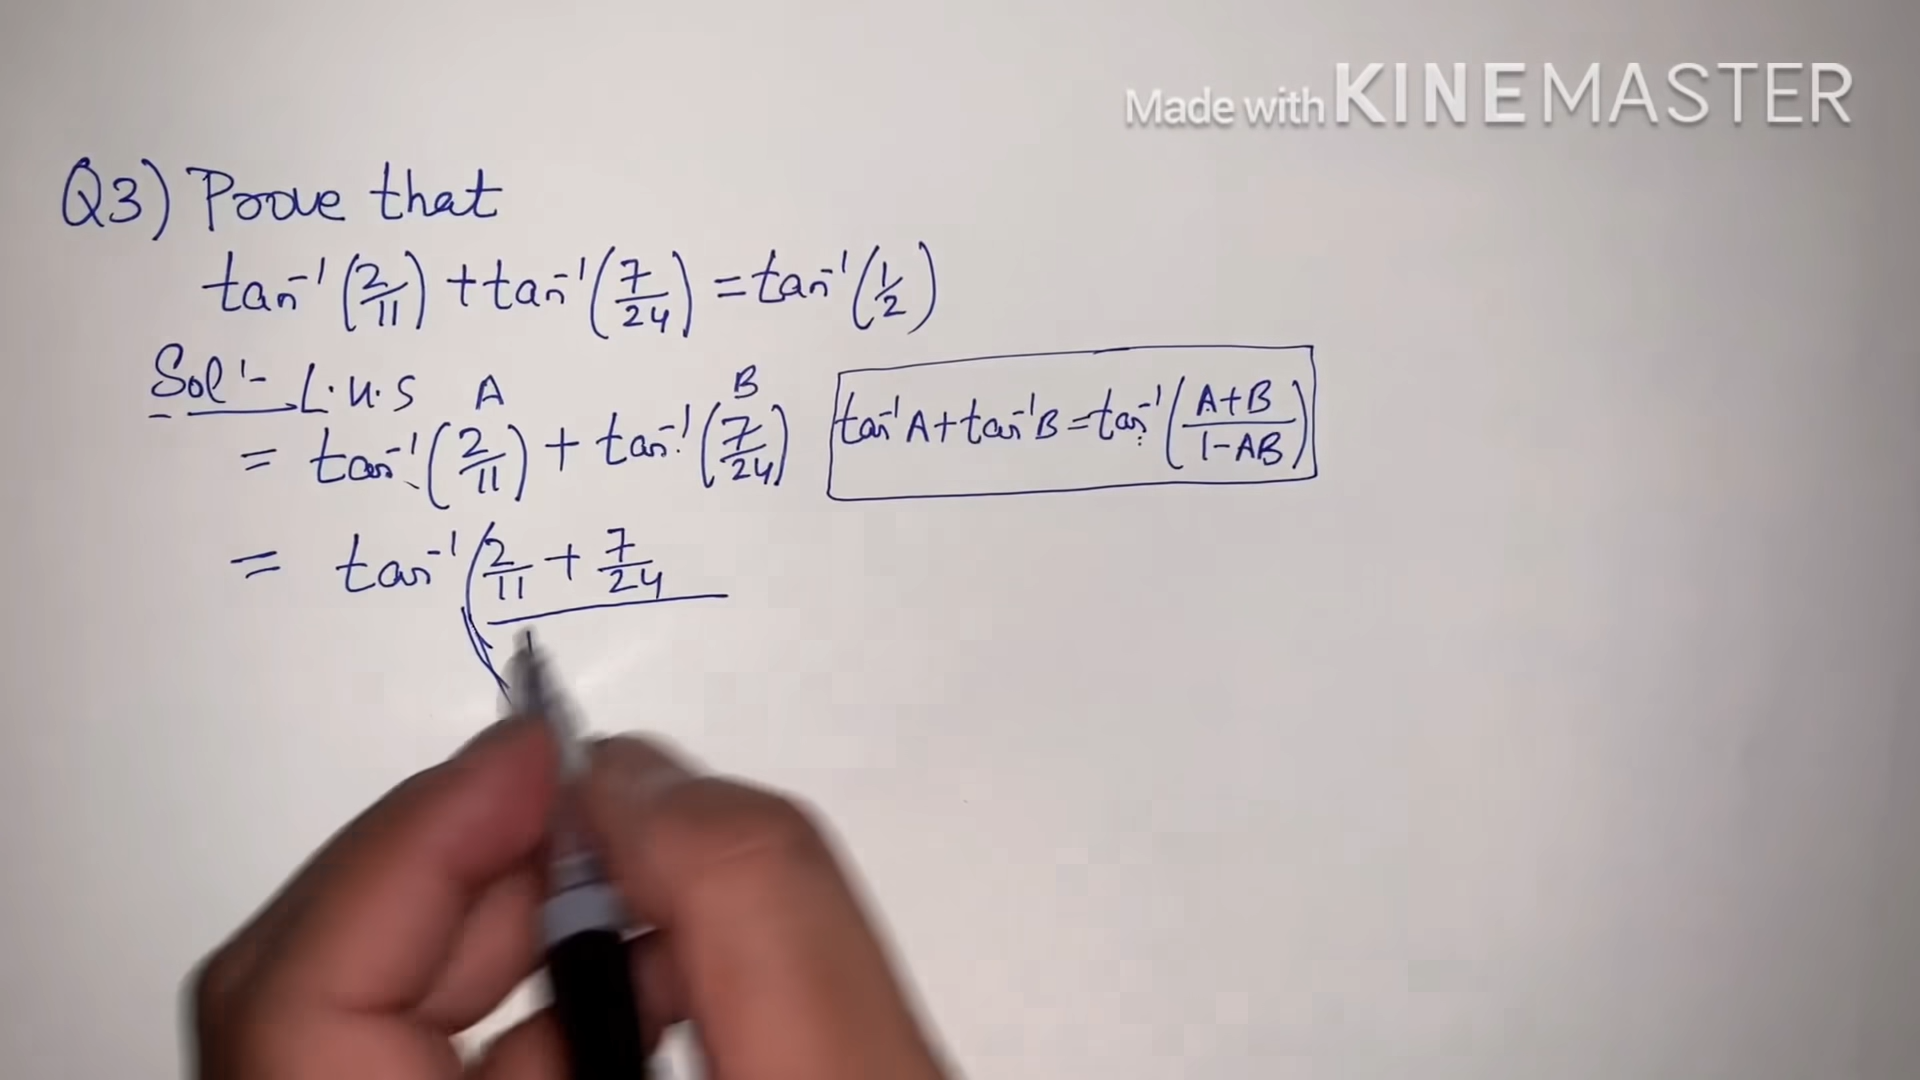 Made with KINEMASTER
Q3) Prove that
tan⁻¹(2/11) + tan⁻¹(7/24) = tan⁻¹(1/2)
Sol:- L.H.S A B
= tan⁻¹(2/11) + tan⁻¹(7/24) tan⁻¹A + tan⁻¹B = tan⁻¹(A+B/1-AB)
= tan⁻¹(2/11 + 7/24
1